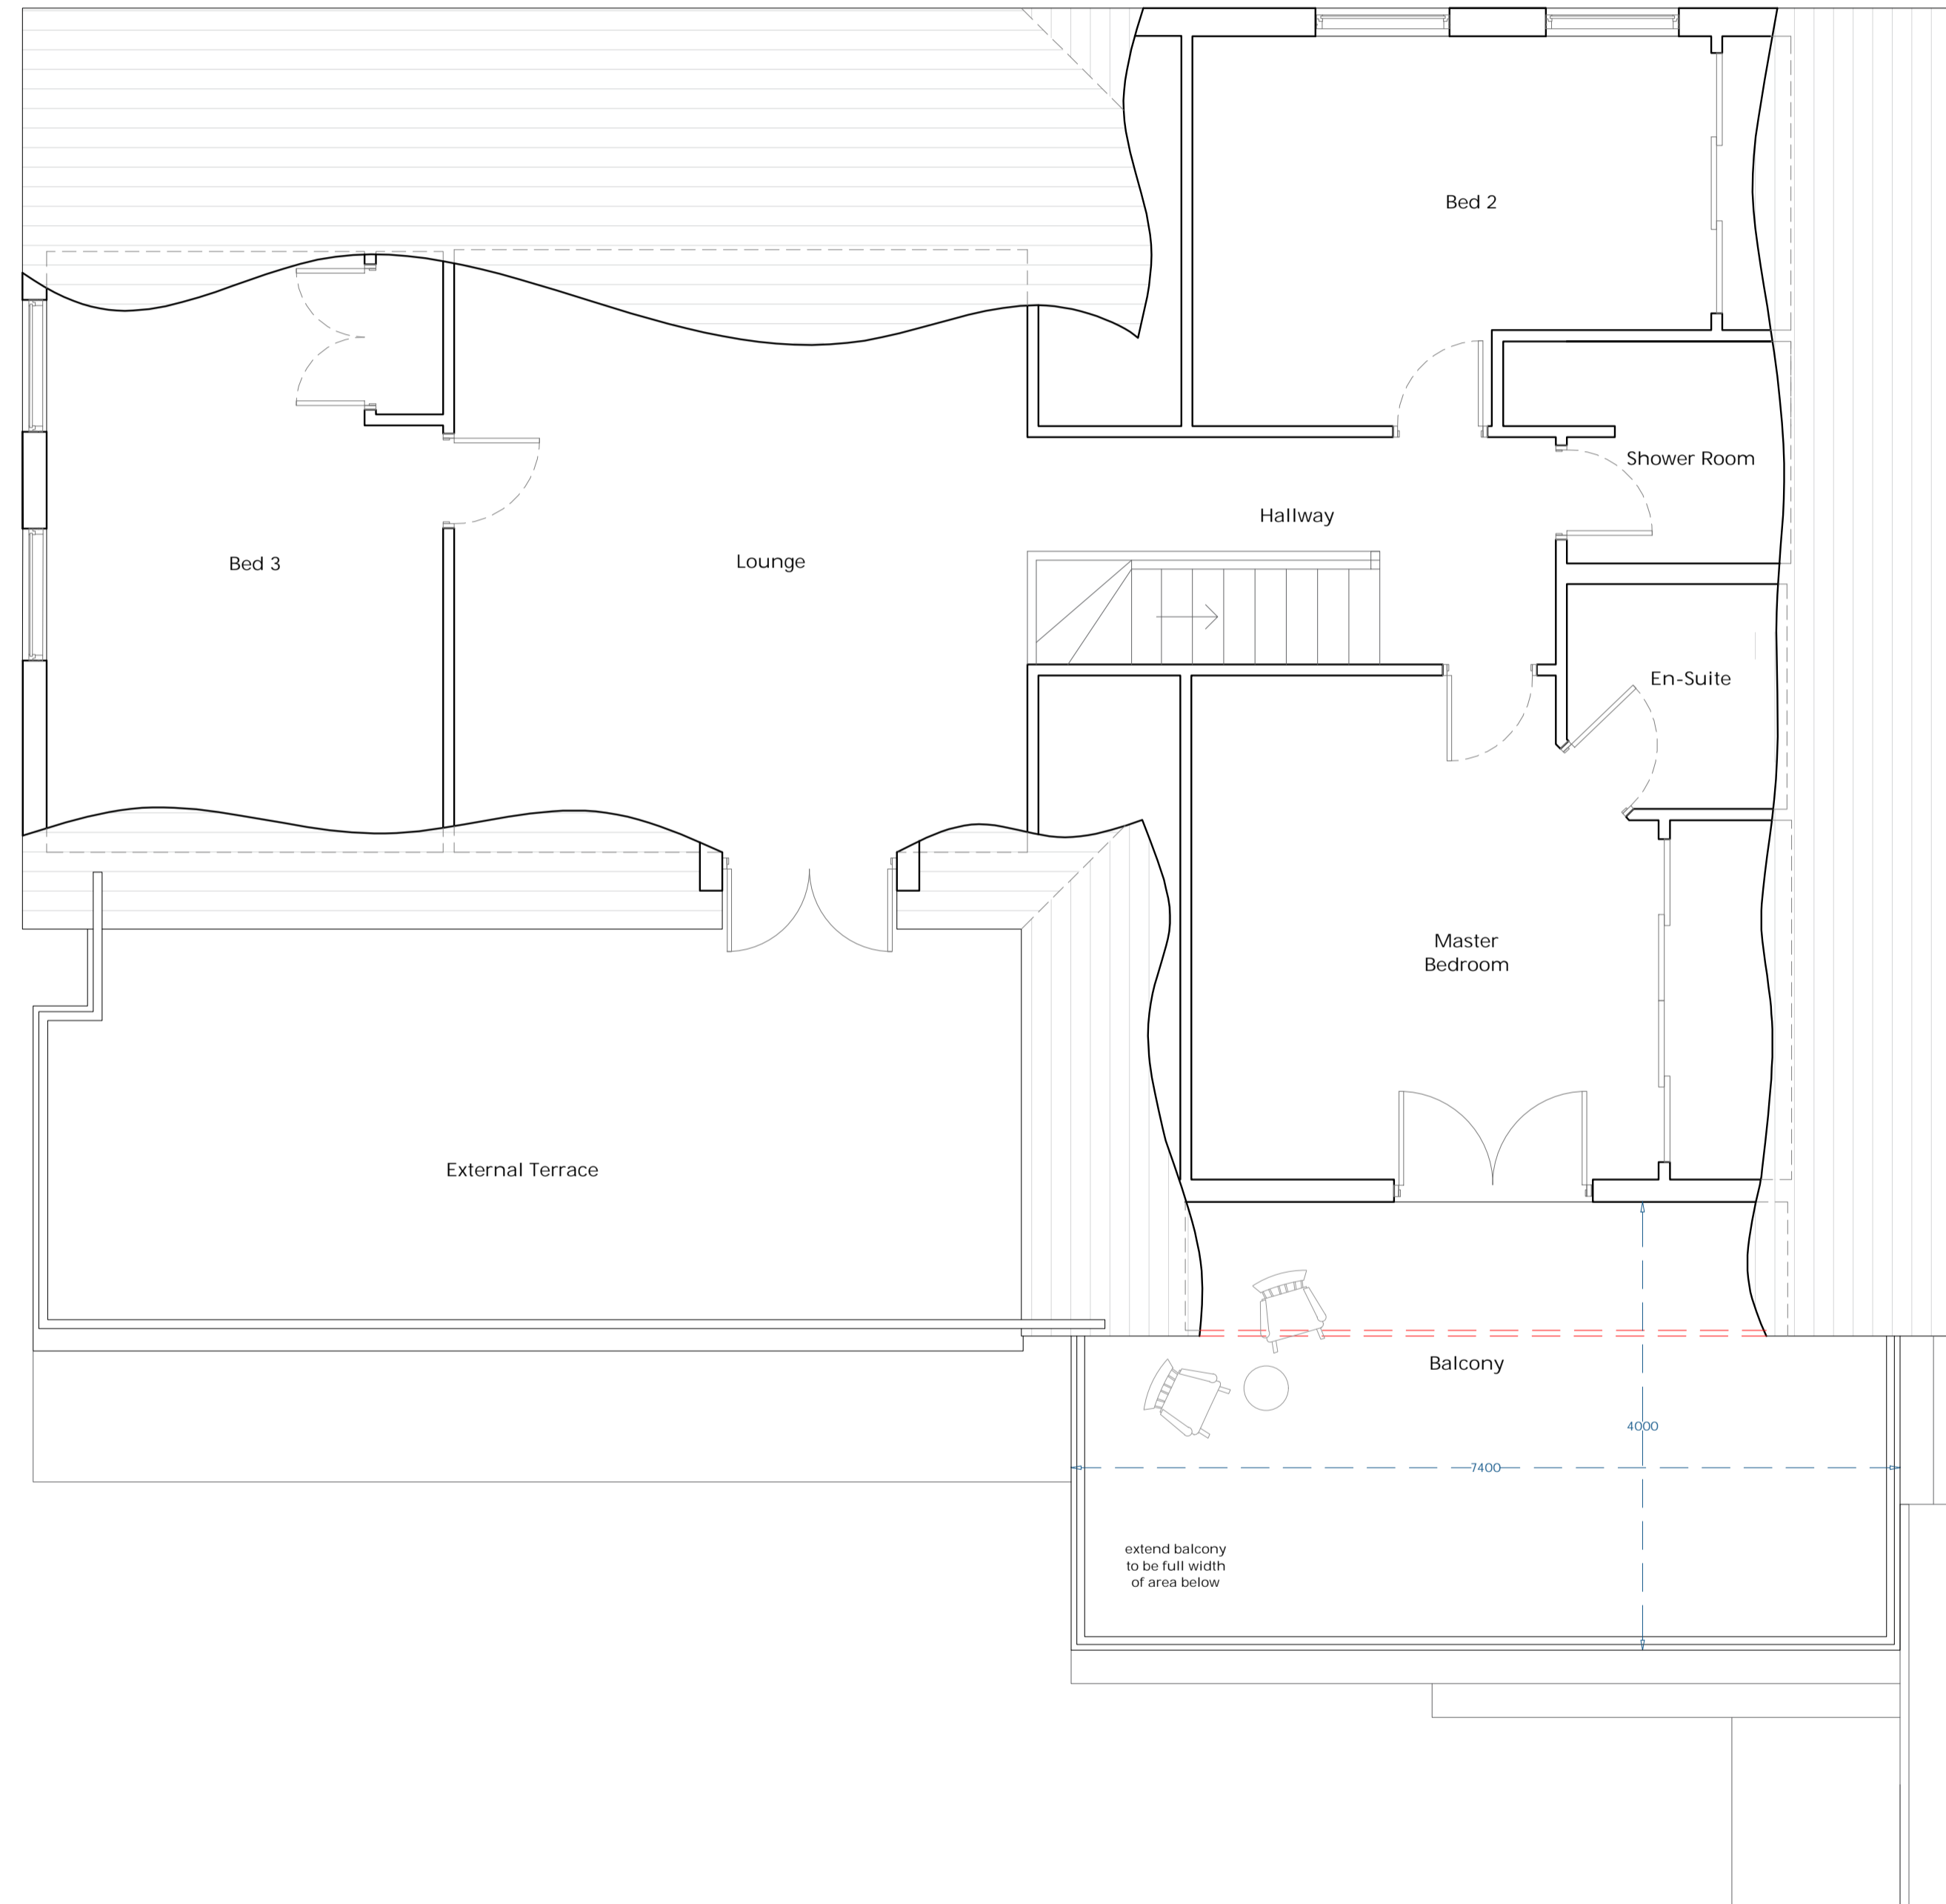 Bed 2
Shower Room
Hallway
Bed 3
Lounge
En-Suite
Master
Bedroom
External Terrace
Balcony
4000
7400
extend balcony
to be full width
of area below